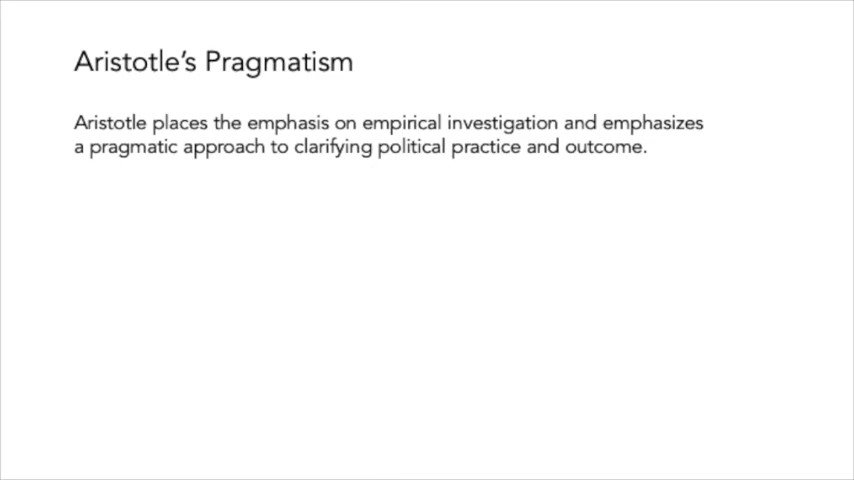 Aristotle’s Pragmatism
Aristotle places the emphasis on empirical investigation and emphasizes
a pragmatic approach to clarifying political practice and outcome.